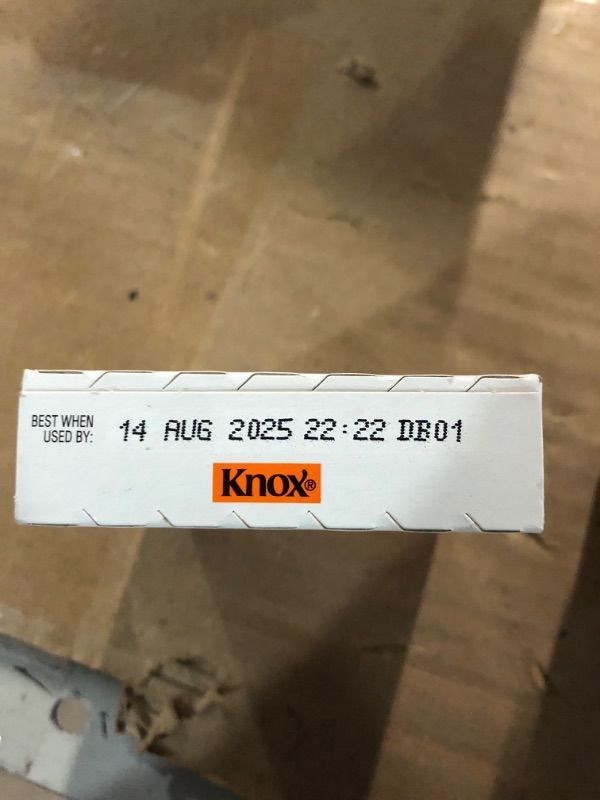 BEST WHEN
USED BY:
14 AUG 2025 22:22 DB01
Knox®